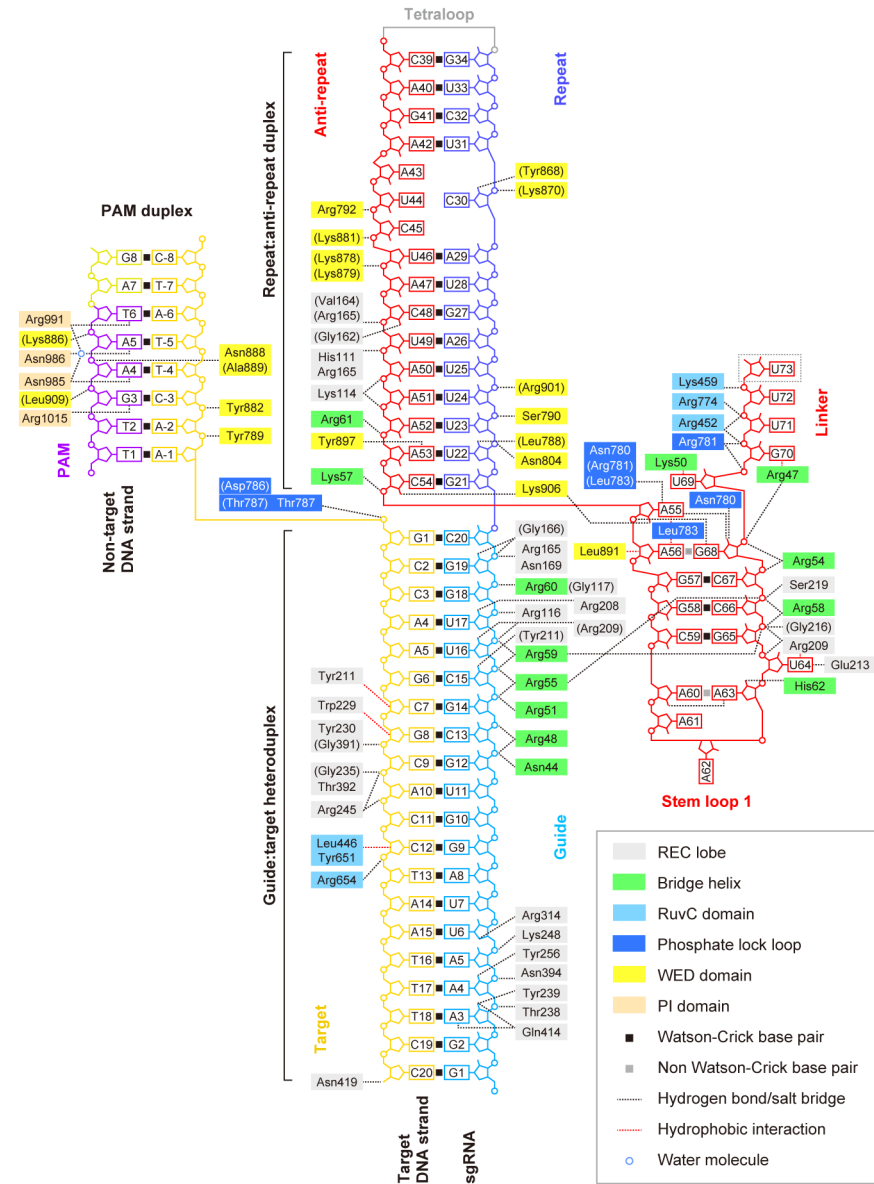 Tetraloop
Anti-repeat
Repeat
Repeat:anti-repeat duplex
C39 G34
A40 U33
G41 C32
A42 U31
A43
U44 C30
C45
U46 A29
A47 U28
C48 G27
U49 A26
A50 U25
A51 U24
A52 U23
A53 U22
C54 G21
(Tyr868)
(Lys870)
Arg792
(Lys881)
(Lys878)
(Lys879)
(Val164)
(Arg165)
(Gly162)
His111
Arg165
Lys114
Arg61
Tyr897
Lys57
(Arg901)
Ser790
(Leu788)
Asn804
Lys906
PAM duplex
G8 C-8
A7 T-7
T6 A-6
A5 T-5
A4 T-4
G3 C-3
T2 A-2
T1 A-1
Arg991
(Lys886)
Asn986
Asn985
(Leu909)
Arg1015
PAM
Non-target
DNA strand
Asn888
(Ala889)
Tyr882
Tyr789
(Asp786)
(Thr787) Thr787
Guide:target heteroduplex
G1 C20
C2 G19
C3 G18
A4 U17
A5 U16
G6 C15
C7 G14
G8 C13
C9 G12
A10 U11
C11 G10
C12 G9
T13 A8
A14 U7
A15 U6
T16 A5
T17 A4
T18 A3
C19 G2
C20 G1
Tyr211
Trp229
Tyr230
(Gly391)
(Gly235)
Thr392
Arg245
Leu446
Tyr651
Arg654
Asn419
Target
Guide
Target
DNA strand
sgRNA
(Gly166)
Arg165
Asn169
Arg60 (Gly117)
Arg208
Arg116
(Arg209)
(Tyr211)
Arg59
Arg55
Arg51
Arg48
Asn44
Arg314
Lys248
Tyr256
Asn394
Tyr239
Thr238
Gln414
U73
U72
U71
G70
U69
Linker
Lys459
Arg774
Arg452
Arg781
Lys50
Arg47
Asn780
(Arg781)
(Leu783)
Asn780
Leu783
Leu891
A55
A56 G68
G57 C67
G58 C66
C59 G65
U64
A60 A63
A61
A62
Arg54
Ser219
Arg58
(Gly216)
Arg209
Glu213
His62
Stem loop 1
REC lobe
Bridge helix
RuvC domain
Phosphate lock loop
WED domain
PI domain
Watson-Crick base pair
Non Watson-Crick base pair
Hydrogen bond/salt bridge
Hydrophobic interaction
Water molecule